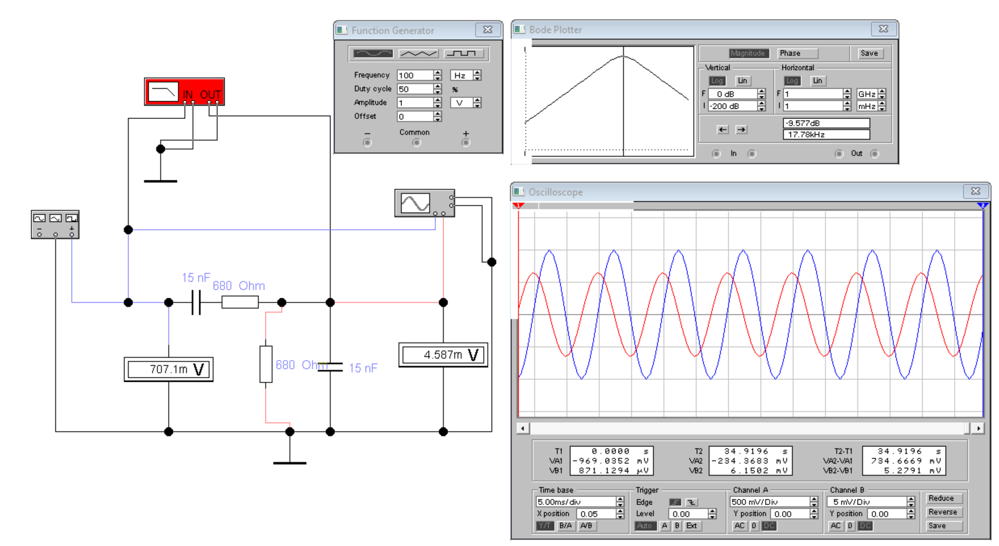 Function Generator
Frequency 100 Hz
Duty cycle 50 %
Amplitude 1 V
Offset 0
− Common +
Bode Plotter
Magnitude Phase Save
Vertical Horizontal
Log Lin Log Lin
F 0 dB F 1 GHz
I -200 dB I 1 mHz
← → -9.577dB
17.78kHz
In Out
IN OUT
− +
15 nF
680 Ohm
707.1m V
680 Ohm
15 nF
4.587m V
Oscilloscope
1 2
T1 0.0000 s T2 34.9196 s T2-T1 34.9196 s
VA1 -969.0352 mV VA2 -234.3683 mV VA2-VA1 734.6669 mV
VB1 871.1294 µV VB2 6.1502 mV VB2-VB1 5.2791 mV
Time base Trigger Channel A Channel B
5.00ms/div Edge 500 mV/Div 5 mV/Div Reduce
X position 0.05 Level 0.00 Y position 0.00 Y position 0.00 Reverse
Y/T B/A A/B Auto A B Ext AC 0 DC AC 0 DC Save